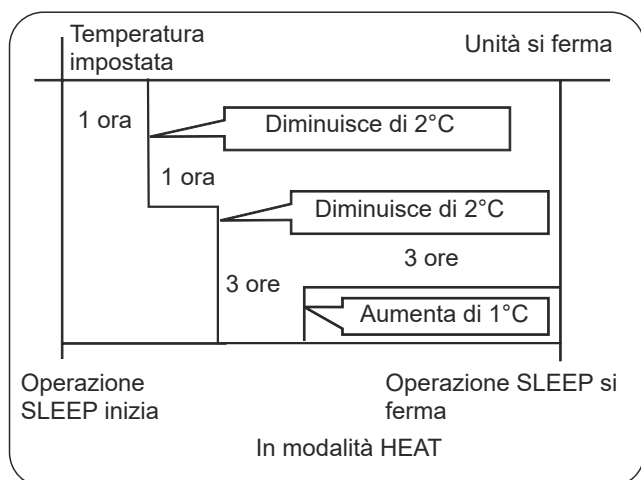 Temperatura
impostata
Unità si ferma
1 ora
Diminuisce di 2°C
1 ora
Diminuisce di 2°C
3 ore
3 ore
Aumenta di 1°C
Operazione
SLEEP inizia
Operazione SLEEP si
ferma
In modalità HEAT